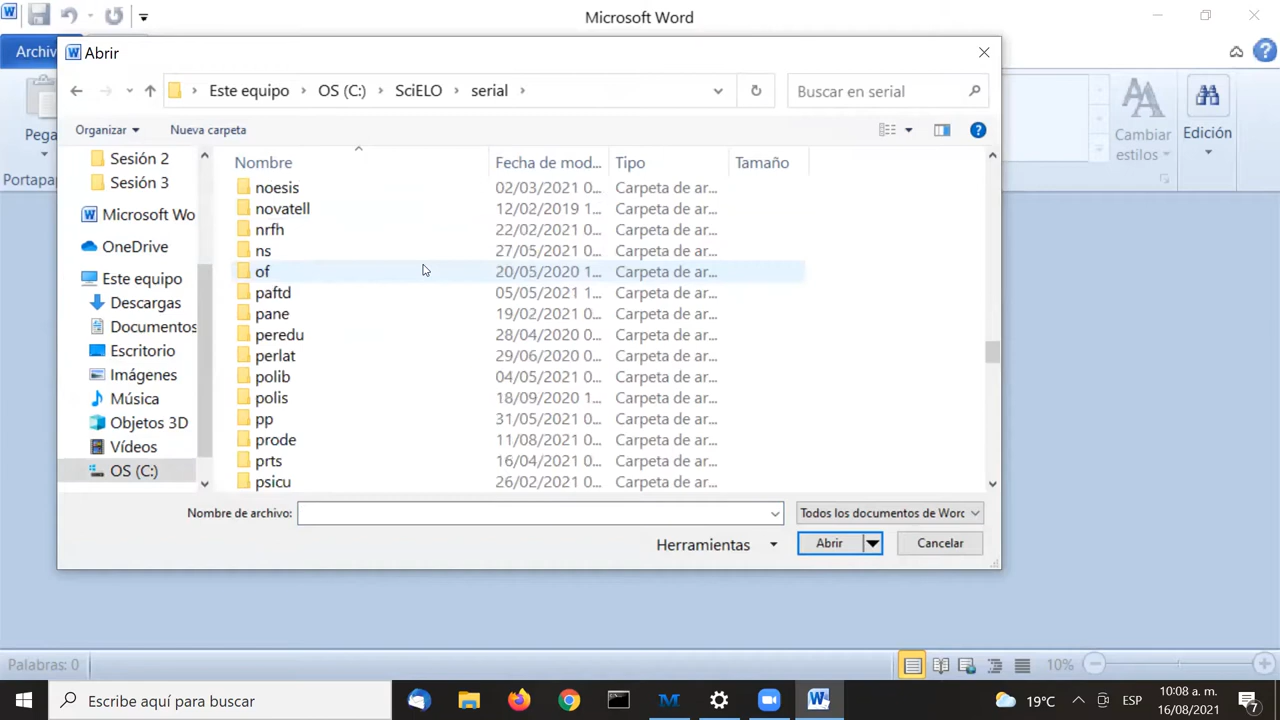 Microsoft Word
Archiv
Abrir
Este equipo > OS (C:) > SciELO > serial >
Buscar en serial
Organizar
Nueva carpeta
Pega
Portapap
Cambiar
estilos
Edición
Sesión 2
Sesión 3
Microsoft Wo
OneDrive
Este equipo
Descargas
Documentos
Escritorio
Imágenes
Música
Objetos 3D
Vídeos
OS (C:)
Nombre Fecha de mod... Tipo Tamaño
noesis 02/03/2021 0... Carpeta de ar...
novatell 12/02/2019 1... Carpeta de ar...
nrfh 22/02/2021 0... Carpeta de ar...
ns 27/05/2021 0... Carpeta de ar...
of 20/05/2020 1... Carpeta de ar...
paftd 05/05/2021 1... Carpeta de ar...
pane 19/02/2021 0... Carpeta de ar...
peredu 28/04/2020 0... Carpeta de ar...
perlat 29/06/2020 0... Carpeta de ar...
polib 04/05/2021 0... Carpeta de ar...
polis 18/09/2020 1... Carpeta de ar...
pp 31/05/2021 0... Carpeta de ar...
prode 11/08/2021 0... Carpeta de ar...
prts 16/04/2021 0... Carpeta de ar...
psicu 26/02/2021 0... Carpeta de ar...
Nombre de archivo:
Todos los documentos de Worc
Herramientas
Abrir
Cancelar
Palabras: 0
10%
Escribe aquí para buscar
19°C
ESP
10:08 a. m.
16/08/2021
7